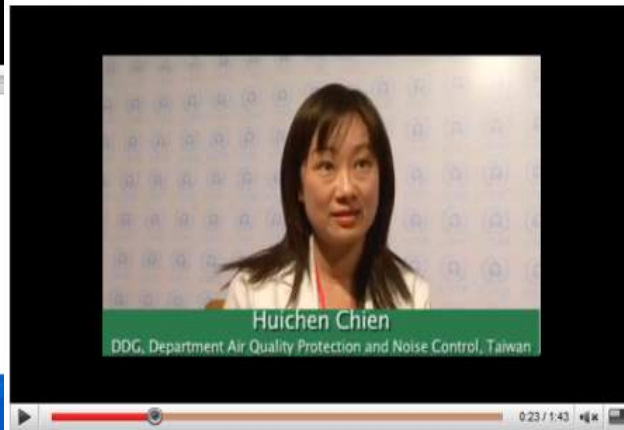 Huichen Chien
DDG, Department Air Quality Protection and Noise Control, Taiwan
0:23 / 1:43